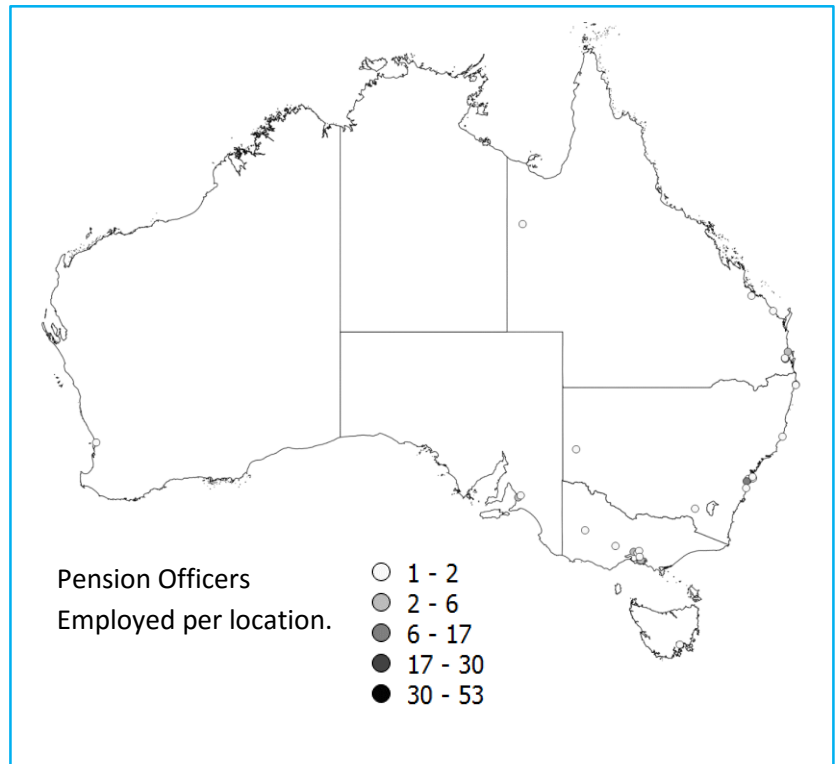 Pension Officers
Employed per location.
1 - 2
2 - 6
6 - 17
17 - 30
30 - 53